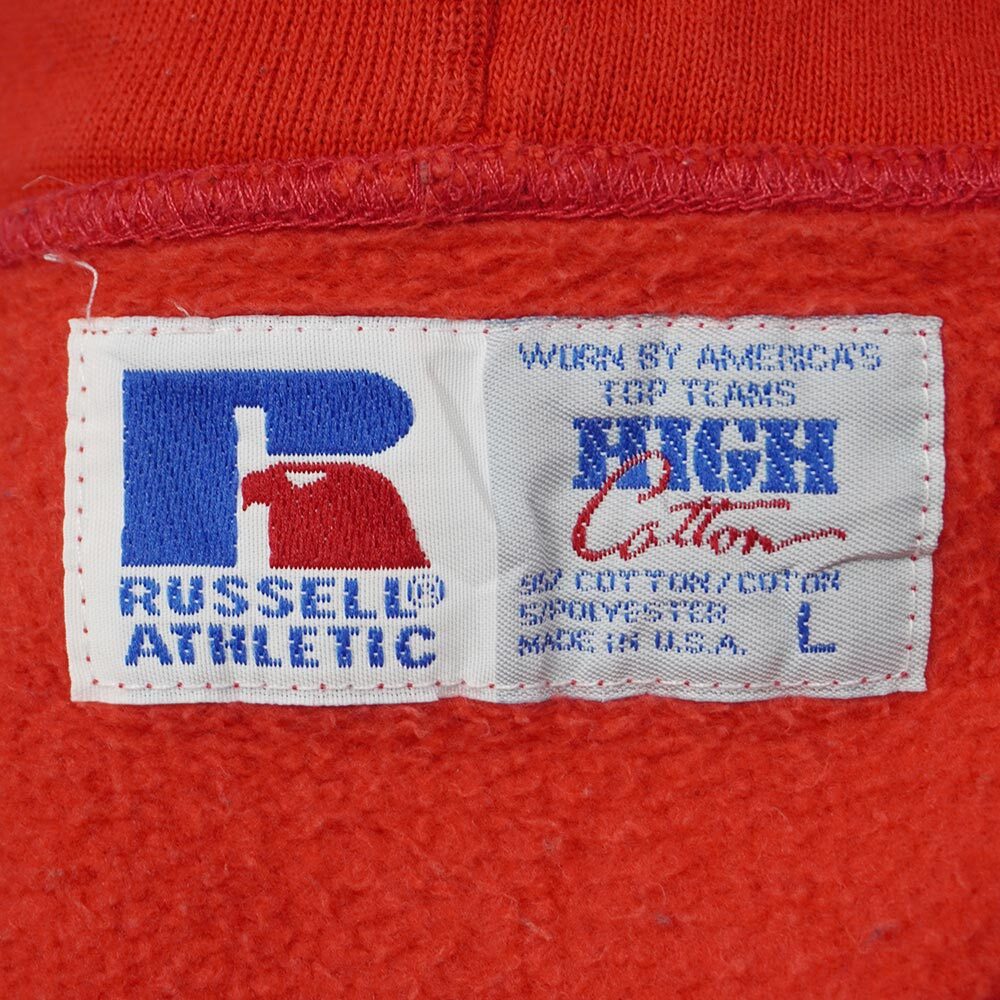 R
RUSSELL®
ATHLETIC
WORN BY AMERICA'S
TOP TEAMS
HIGH
Cotton
95% COTTON/COTON
5/POLYESTER
MADE IN U.S.A. L